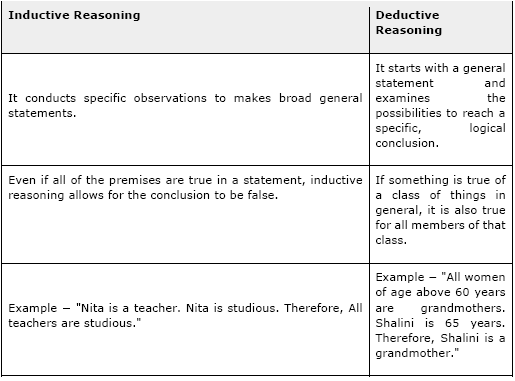 Inductive Reasoning
Deductive
Reasoning
It conducts specific observations to makes broad general
statements.
It starts with a general
statement and
examines the
possibilities to reach a
specific, logical
conclusion.
Even if all of the premises are true in a statement, inductive
reasoning allows for the conclusion to be false.
If something is true of
a class of things in
general, it is also true
for all members of that
class.
Example − "Nita is a teacher. Nita is studious. Therefore, All
teachers are studious."
Example − "All women
of age above 60 years
are grandmothers.
Shalini is 65 years.
Therefore, Shalini is a
grandmother."